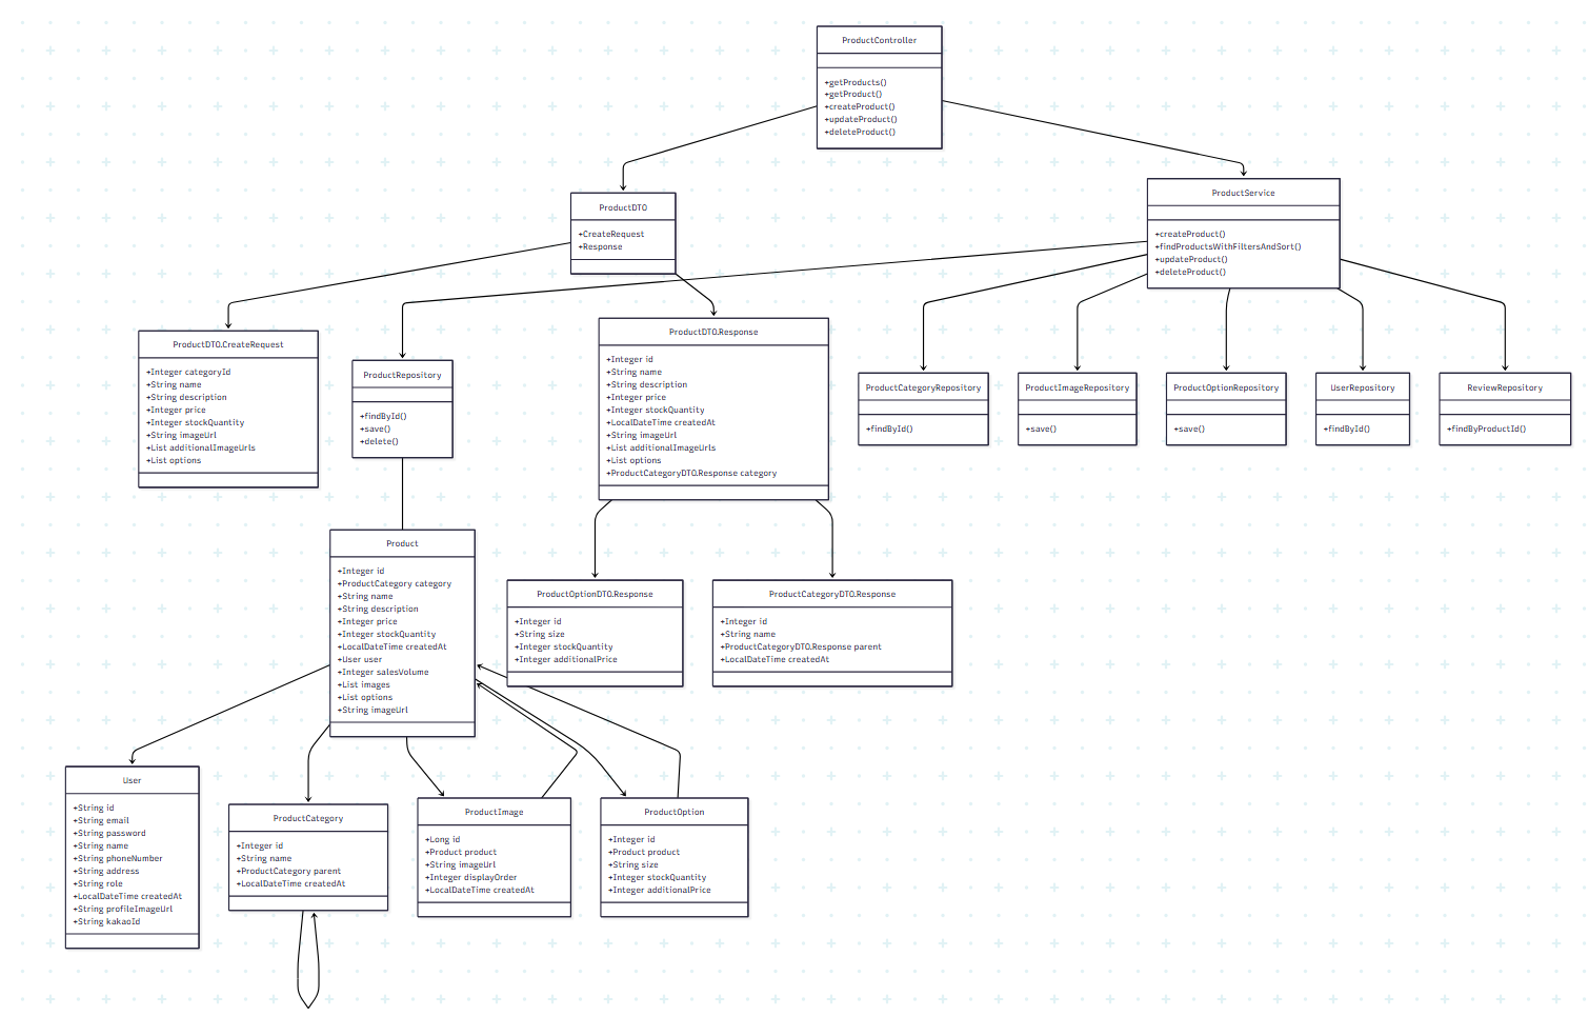 ProductController
+getProducts()
+getProduct()
+createProduct()
+updateProduct()
+deleteProduct()
ProductDTO
+CreateRequest
+Response
ProductService
+createProduct()
+findProductsWithFiltersAndSort()
+updateProduct()
+deleteProduct()
ProductDTO.CreateRequest
+Integer categoryId
+String name
+String description
+Integer price
+Integer stockQuantity
+String imageUrl
+List additionalImageUrls
+List options
ProductRepository
+findById()
+save()
+delete()
ProductDTO.Response
+Integer id
+String name
+String description
+Integer price
+Integer stockQuantity
+LocalDateTime createdAt
+String imageUrl
+List additionalImageUrls
+List options
+ProductCategoryDTO.Response category
ProductCategoryRepository
+findById()
ProductImageRepository
+save()
ProductOptionRepository
+save()
UserRepository
+findById()
ReviewRepository
+findByProductId()
Product
+Integer id
+ProductCategory category
+String name
+String description
+Integer price
+Integer stockQuantity
+LocalDateTime createdAt
+User user
+Integer salesVolume
+List images
+List options
+String imageUrl
ProductOptionDTO.Response
+Integer id
+String size
+Integer stockQuantity
+Integer additionalPrice
ProductCategoryDTO.Response
+Integer id
+String name
+ProductCategoryDTO.Response parent
+LocalDateTime createdAt
User
+String id
+String email
+String password
+String name
+String phoneNumber
+String address
+String role
+LocalDateTime createdAt
+String profileImageUrl
+String kakaoId
ProductCategory
+Integer id
+String name
+ProductCategory parent
+LocalDateTime createdAt
ProductImage
+Long id
+Product product
+String imageUrl
+Integer displayOrder
+LocalDateTime createdAt
ProductOption
+Integer id
+Product product
+String size
+Integer stockQuantity
+Integer additionalPrice